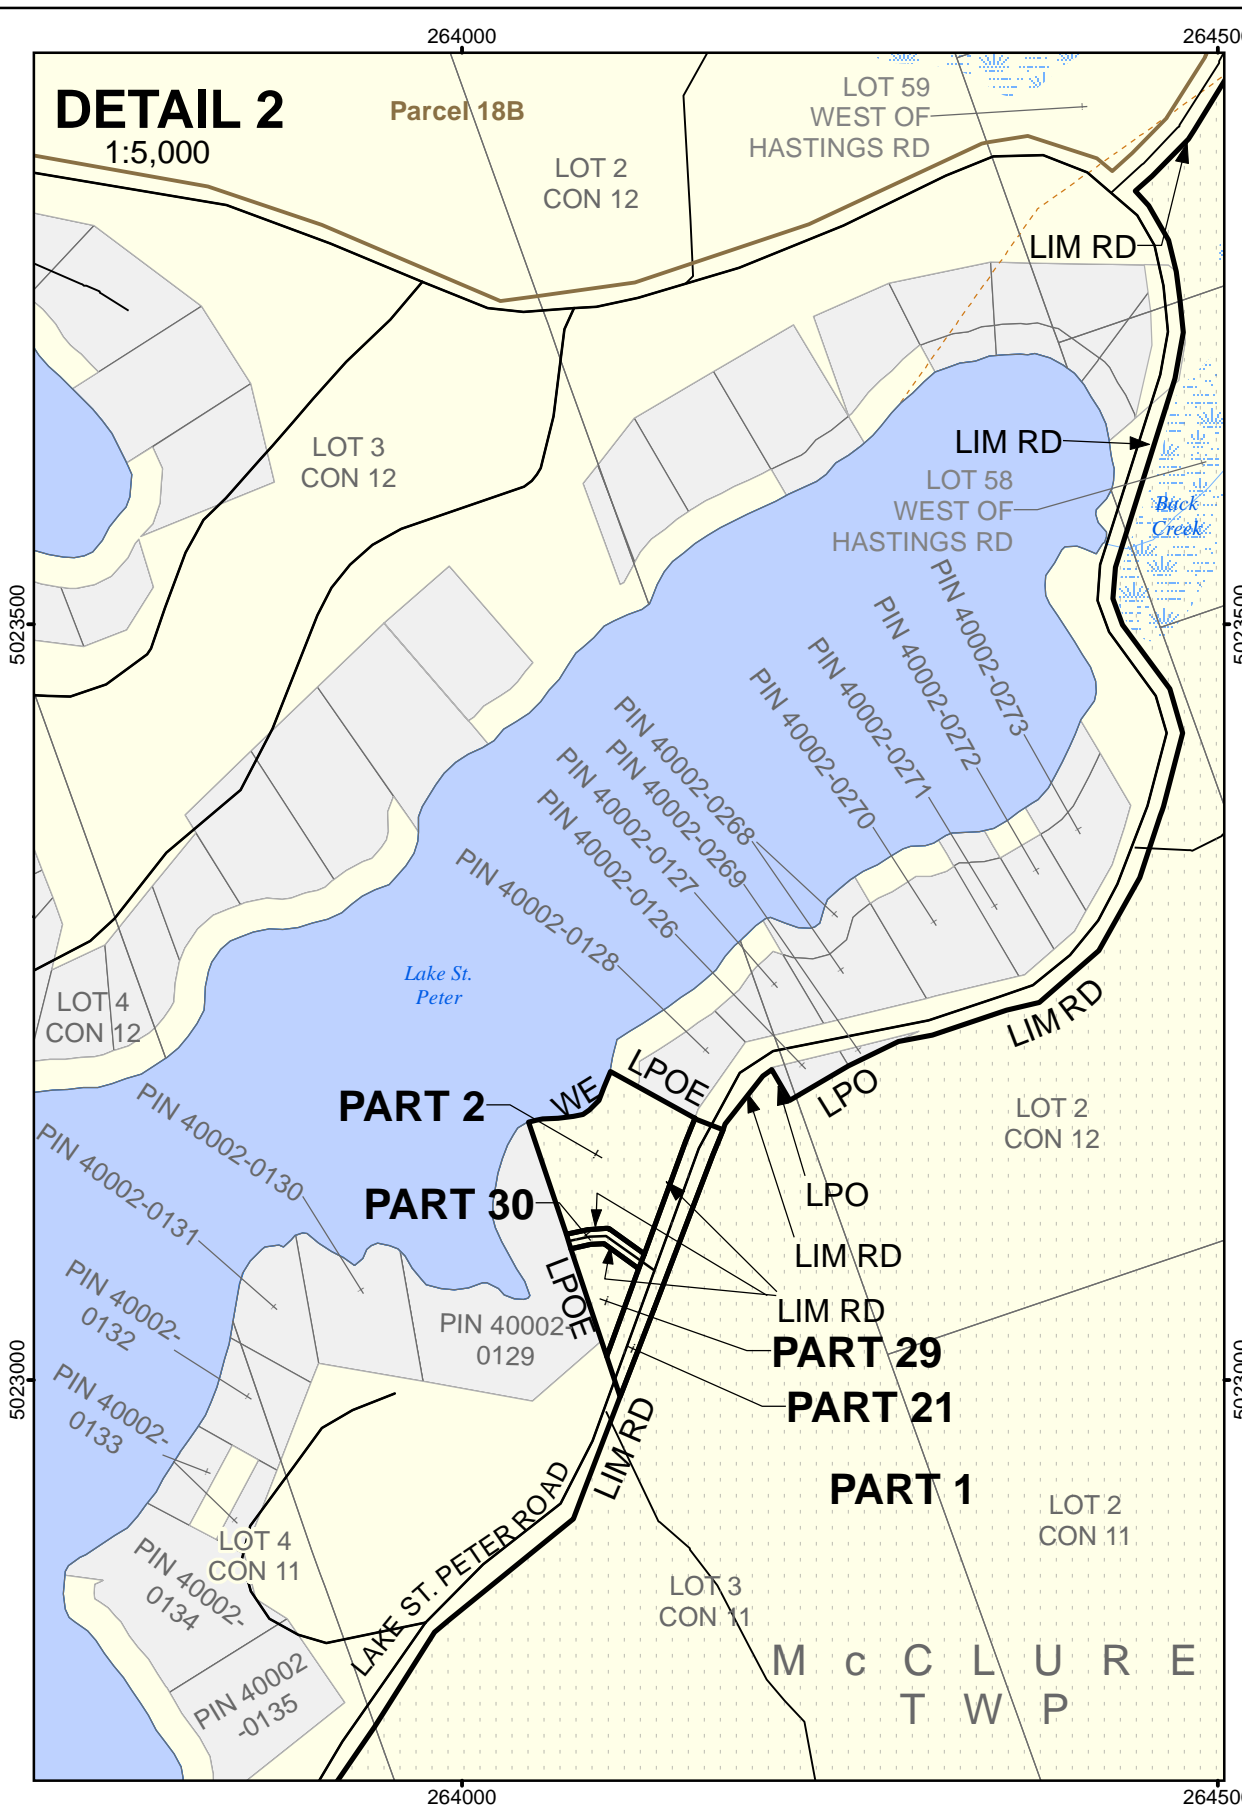 264000
264500
DETAIL 2
1:5,000
Parcel 18B
LOT 59
WEST OF
HASTINGS RD
LOT 2
CON 12
LIM RD
LOT 3
CON 12
LIM RD
LOT 58
WEST OF
HASTINGS RD
Back
Creek
5023500
5023500
PIN 40002-0273
PIN 40002-0272
PIN 40002-0271
PIN 40002-0270
PIN 40002-0268
PIN 40002-0269
PIN 40002-0127
PIN 40002-0126
PIN 40002-0128
Lake St.
Peter
LOT 4
CON 12
LIM RD
LPOE
WE
LPO
PART 2
LOT 2
CON 12
PIN 40002-0130
PIN 40002-0131
PART 30
LPO
LIM RD
LPOE
LIM RD
PIN 40002-
0132
PIN 40002-
0129
PART 29
5023000
5023000
PIN 40002-
0133
PART 21
LIM RD
PART 1
LOT 2
CON 11
LAKE ST. PETER ROAD
LOT 4
CON 11
PIN 40002-
0134
LOT 3
CON 11
McCLURE
TWP
PIN 40002
-0135
264000
264500